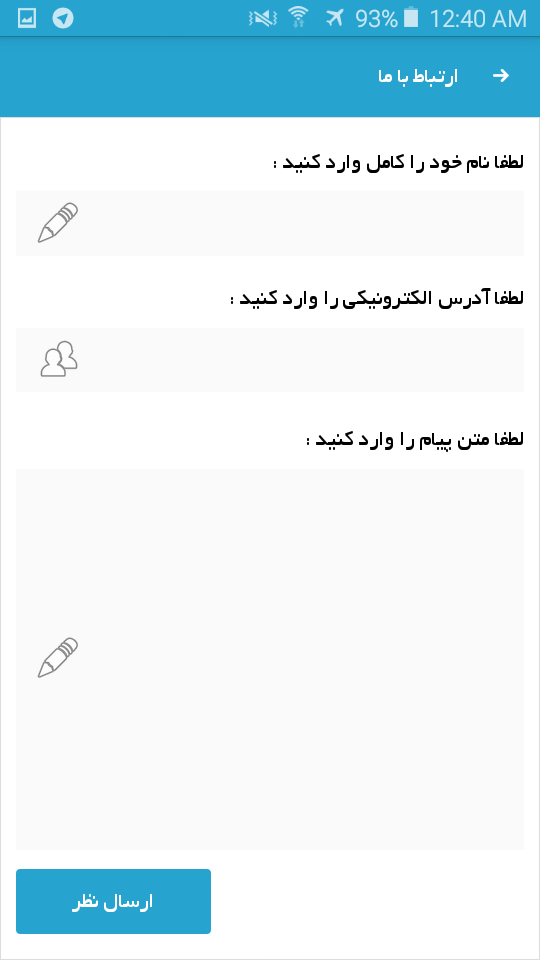 93% 12:40 AM
ارتباط با ما
لطفا نام خود را کامل وارد کنید :
لطفا آدرس الکترونیکی را وارد کنید :
لطفا متن پیام را وارد کنید :
ارسال نظر